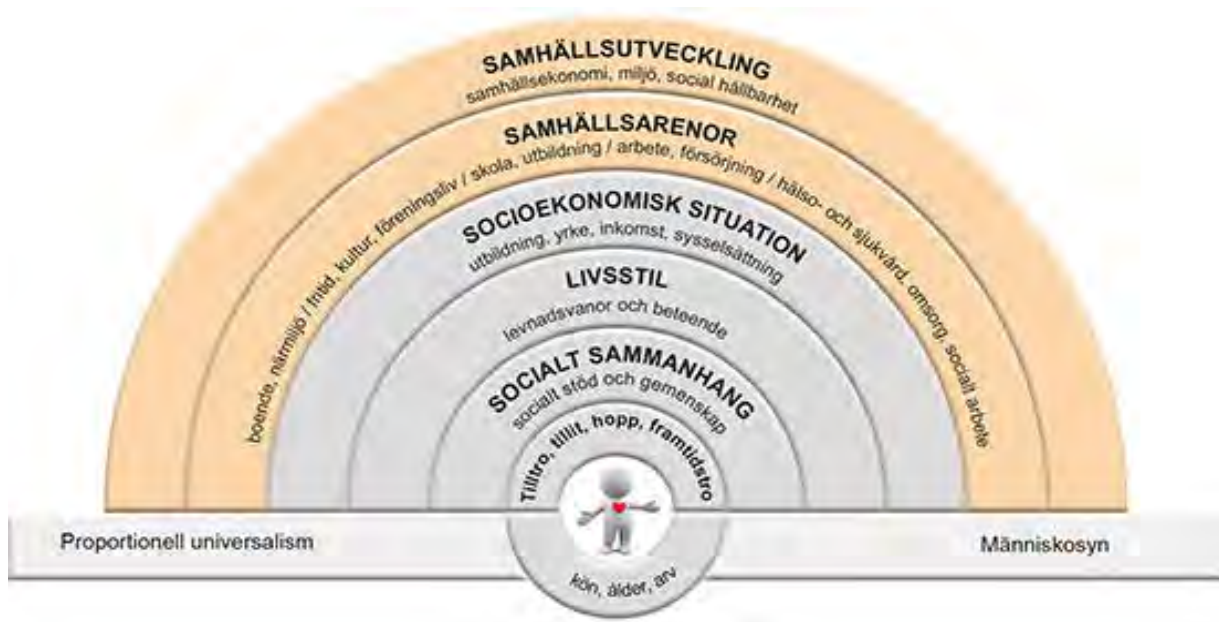 SAMHÄLLSUTVECKLING
samhällsekonomi, miljö, social hållbarhet
SAMHÄLLSARENOR
boende, närmiljö / fritid, kultur, föreningsliv / skola, utbildning / arbete, försörjning / hälso- och sjukvård, omsorg, socialt arbete
SOCIOEKONOMISK SITUATION
utbildning, yrke, inkomst, sysselsättning
LIVSSTIL
levnadsvanor och beteende
SOCIALT SAMMANHANG
socialt stöd och gemenskap
Tilltro, tillit, hopp, framtidstro
Proportionell universalism
Människosyn
kön, ålder, arv